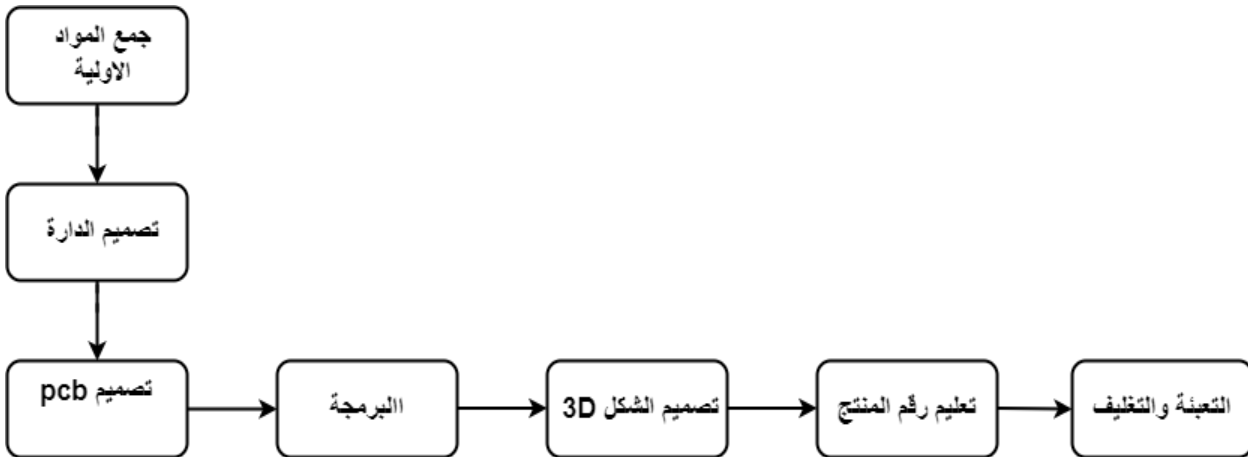 جمع المواد
الاولية
تصميم الدارة
تصميم pcb
االبرمجة
تصميم الشكل 3D
تعليم رقم المنتج
التعبئة والتغليف